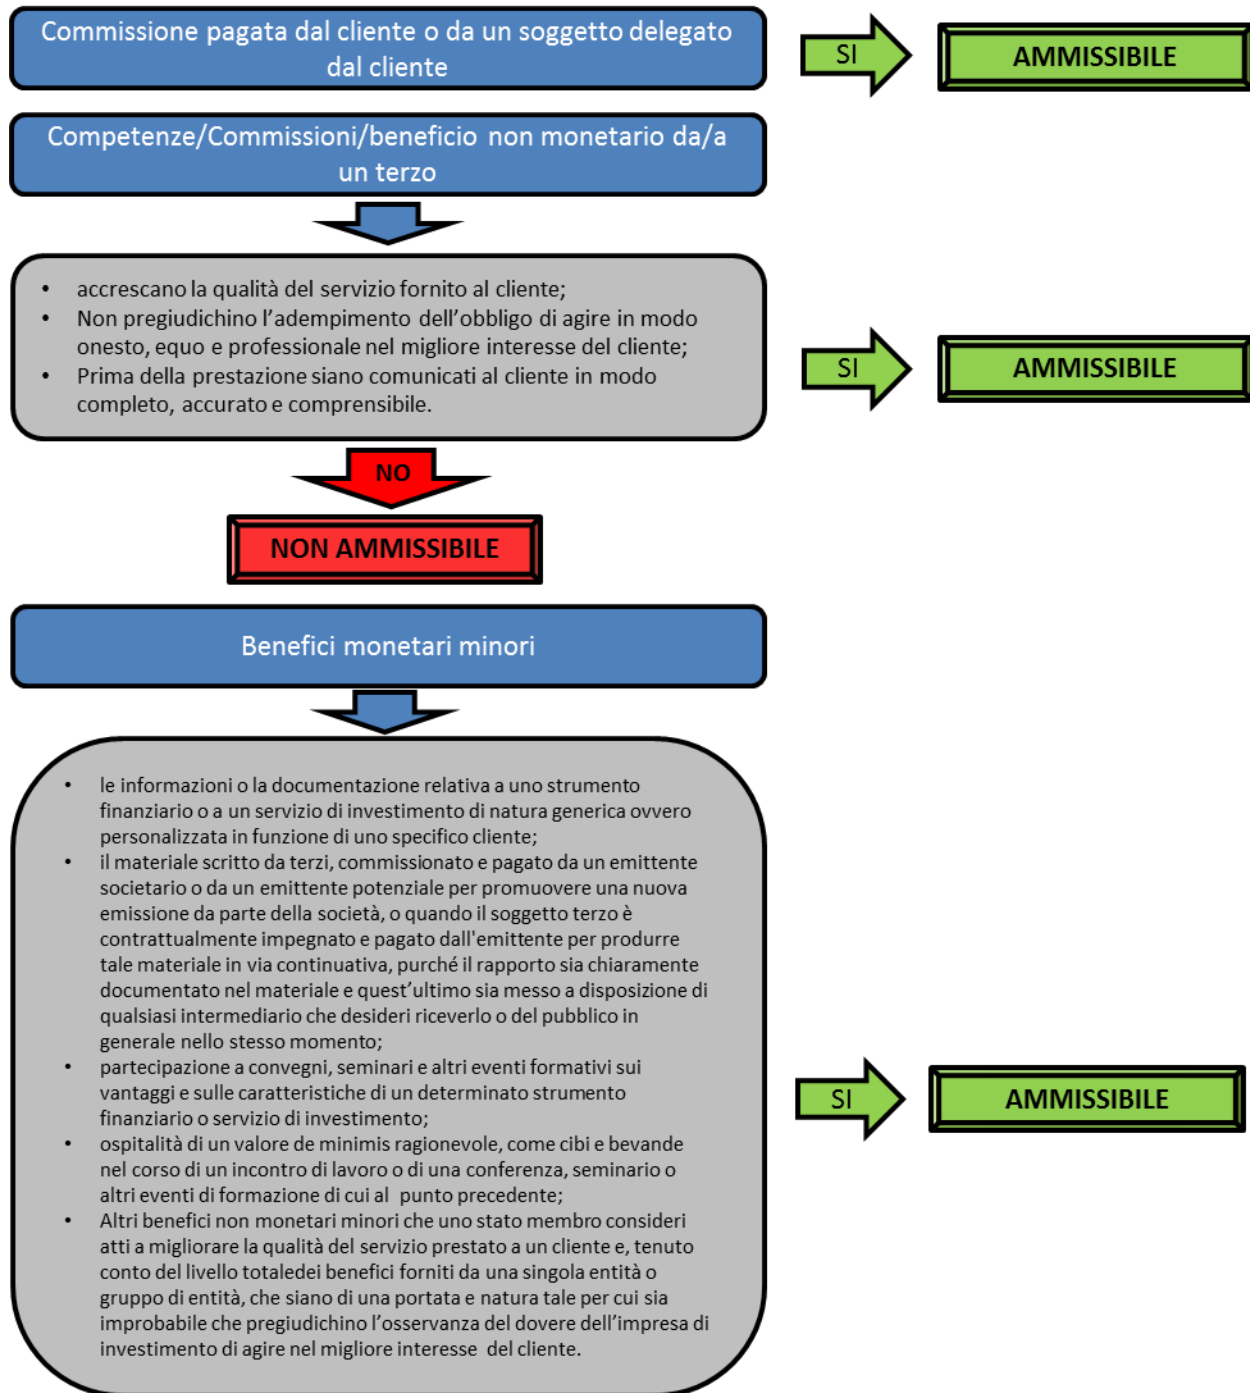 Commissione pagata dal cliente o da un soggetto delegato
dal cliente
SI
AMMISSIBILE
Competenze/Commissioni/beneficio non monetario da/a
un terzo
• accrescano la qualità del servizio fornito al cliente;
• Non pregiudichino l’adempimento dell’obbligo di agire in modo
onesto, equo e professionale nel migliore interesse del cliente;
• Prima della prestazione siano comunicati al cliente in modo
completo, accurato e comprensibile.
SI
AMMISSIBILE
NO
NON AMMISSIBILE
Benefici monetari minori
• le informazioni o la documentazione relativa a uno strumento
finanziario o a un servizio di investimento di natura generica ovvero
personalizzata in funzione di uno specifico cliente;
• il materiale scritto da terzi, commissionato e pagato da un emittente
societario o da un emittente potenziale per promuovere una nuova
emissione da parte della società, o quando il soggetto terzo è
contrattualmente impegnato e pagato dall'emittente per produrre
tale materiale in via continuativa, purché il rapporto sia chiaramente
documentato nel materiale e quest’ultimo sia messo a disposizione di
qualsiasi intermediario che desideri riceverlo o del pubblico in
generale nello stesso momento;
• partecipazione a convegni, seminari e altri eventi formativi sui
vantaggi e sulle caratteristiche di un determinato strumento
finanziario o servizio di investimento;
• ospitalità di un valore de minimis ragionevole, come cibi e bevande
nel corso di un incontro di lavoro o di una conferenza, seminario o
altri eventi di formazione di cui al punto precedente;
• Altri benefici non monetari minori che uno stato membro consideri
atti a migliorare la qualità del servizio prestato a un cliente e, tenuto
conto del livello totaledei benefici forniti da una singola entità o
gruppo di entità, che siano di una portata e natura tale per cui sia
improbabile che pregiudichino l’osservanza del dovere dell’impresa di
investimento di agire nel migliore interesse del cliente.
SI
AMMISSIBILE